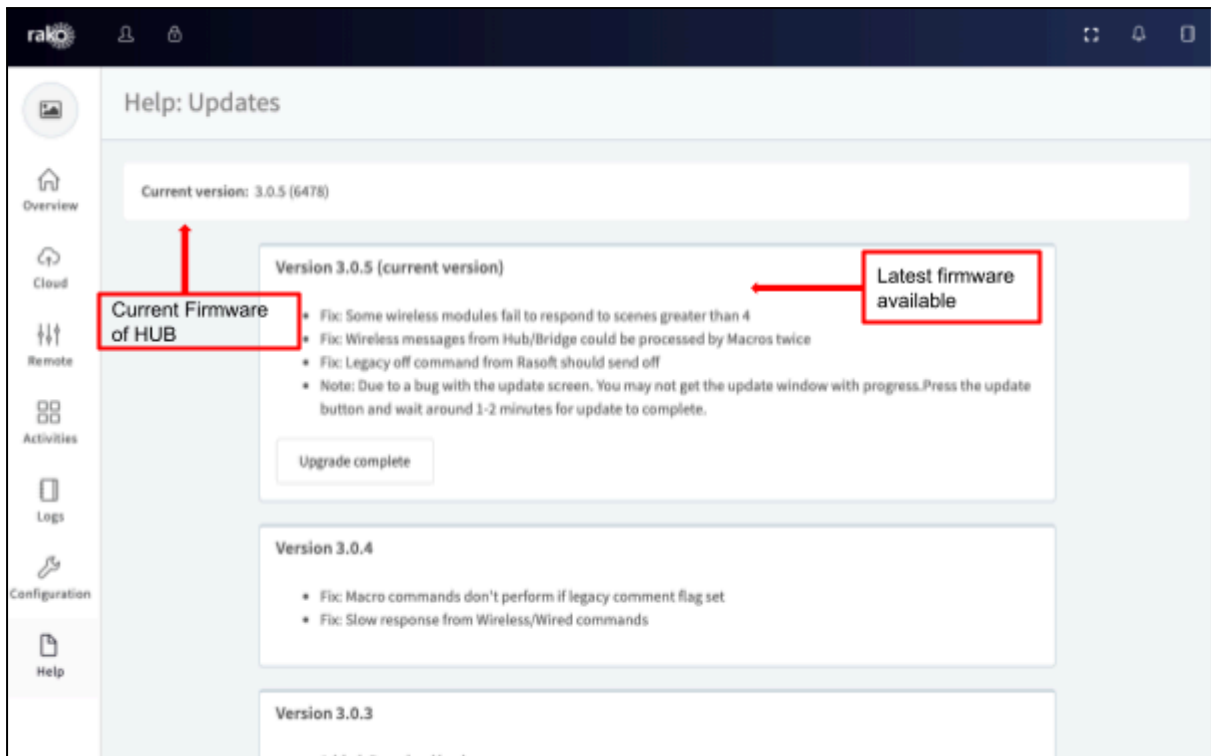 rako
Help: Updates
Overview
Cloud
Remote
Activities
Logs
Configuration
Help
Current version: 3.0.5 (6478)
Current Firmware
of HUB
Latest firmware
available
Version 3.0.5 (current version)
• Fix: Some wireless modules fail to respond to scenes greater than 4
• Fix: Wireless messages from Hub/Bridge could be processed by Macros twice
• Fix: Legacy off command from Rasoft should send off
• Note: Due to a bug with the update screen. You may not get the update window with progress.Press the update
button and wait around 1-2 minutes for update to complete.
Upgrade complete
Version 3.0.4
• Fix: Macro commands don't perform if legacy comment flag set
• Fix: Slow response from Wireless/Wired commands
Version 3.0.3